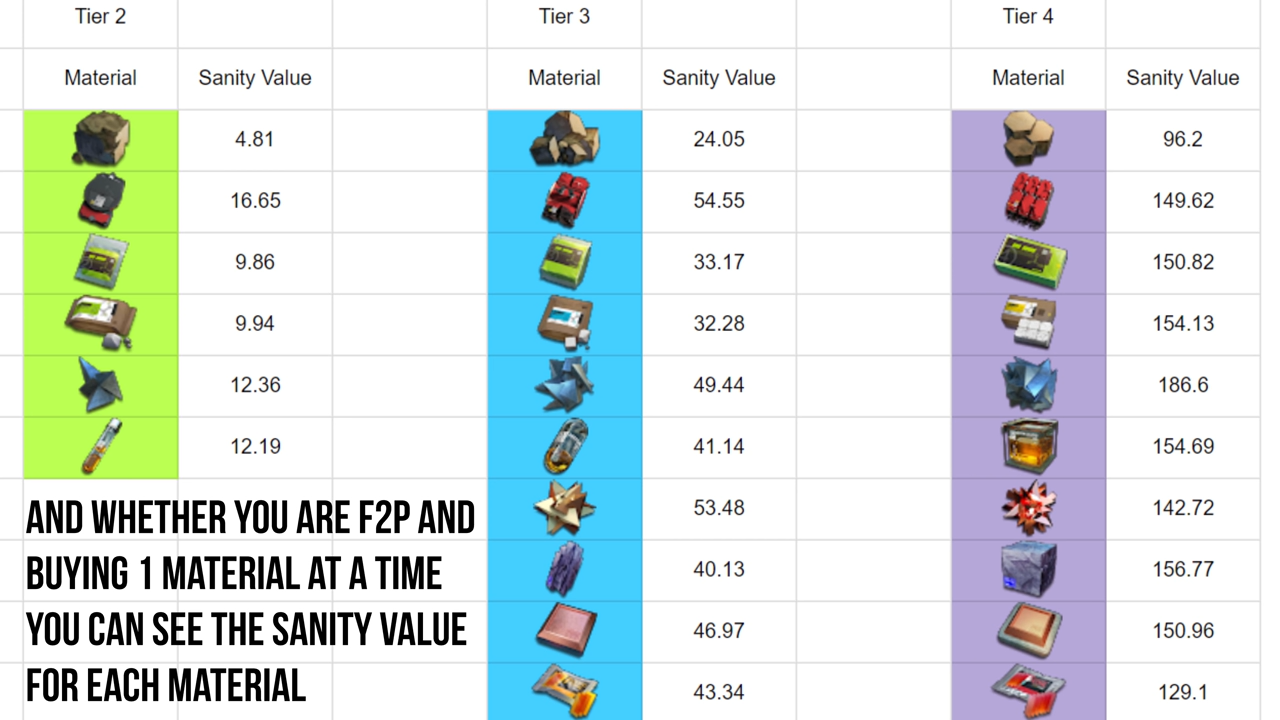 Tier 2 Tier 3 Tier 4
Material Sanity Value Material Sanity Value Material Sanity Value
4.81 24.05 96.2
16.65 54.55 149.62
9.86 33.17 150.82
9.94 32.28 154.13
12.36 49.44 186.6
12.19 41.14 154.69
53.48 142.72
AND WHETHER YOU ARE F2P AND
40.13 156.77
BUYING 1 MATERIAL AT A TIME
46.97 150.96
YOU CAN SEE THE SANITY VALUE
43.34 129.1
FOR EACH MATERIAL